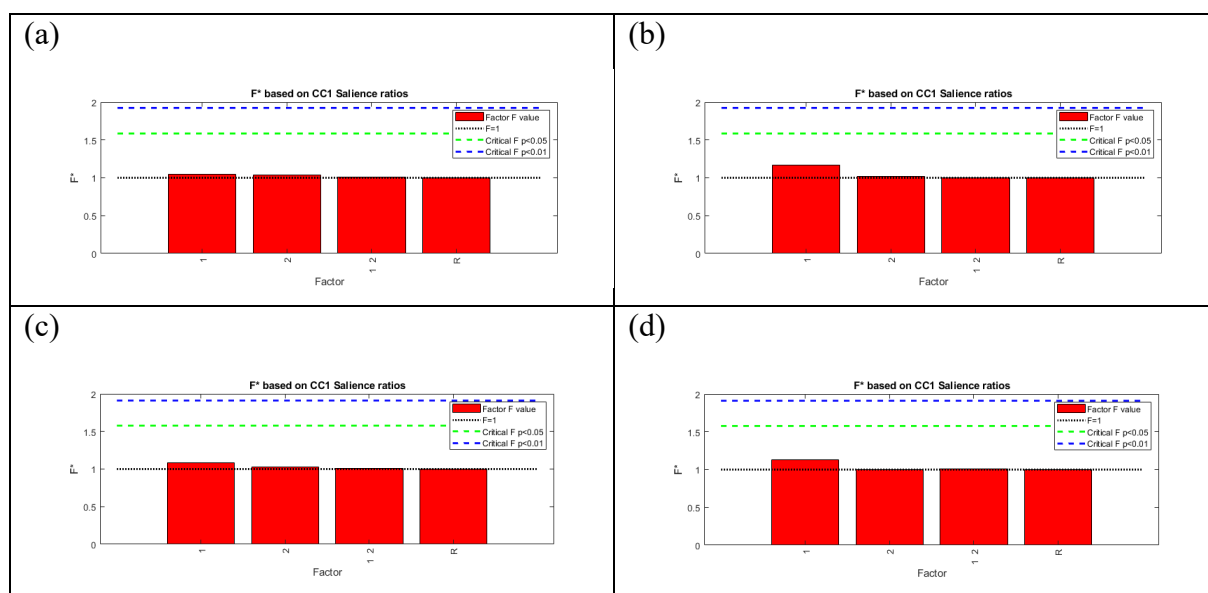 (a)
F* based on CC1 Salience ratios
2
1.5
1
0.5
0
F*
Factor F value
F=1
Critical F p<0.05
Critical F p<0.01
1
2
1 2
R
Factor
(b)
F* based on CC1 Salience ratios
2
1.5
1
0.5
0
F*
Factor F value
F=1
Critical F p<0.05
Critical F p<0.01
1
2
1 2
R
Factor
(c)
F* based on CC1 Salience ratios
2
1.5
1
0.5
0
F*
Factor F value
F=1
Critical F p<0.05
Critical F p<0.01
1
2
1 2
R
Factor
(d)
F* based on CC1 Salience ratios
2
1.5
1
0.5
0
F*
Factor F value
F=1
Critical F p<0.05
Critical F p<0.01
1
2
1 2
R
Factor